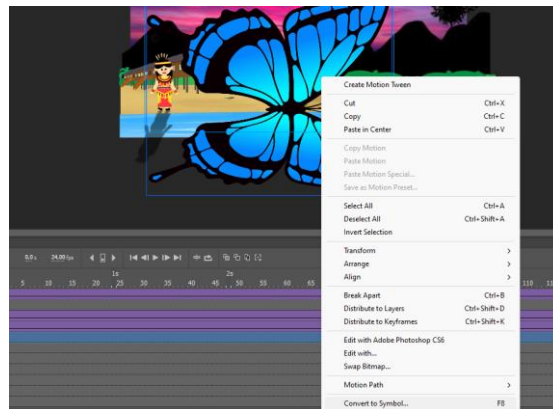 Create Motion Tween
Cut Ctrl+X
Copy Ctrl+C
Paste in Center Ctrl+V
Copy Motion
Paste Motion
Paste Motion Special...
Save as Motion Preset...
Select All Ctrl+A
Deselect All Ctrl+Shift+A
Invert Selection
Transform
Arrange
Align
Break Apart Ctrl+B
Distribute to Layers Ctrl+Shift+D
Distribute to Keyframes Ctrl+Shift+K
Edit with Adobe Photoshop CS6
Edit with...
Swap Bitmap...
Motion Path
Convert to Symbol... F8
0.0s 24.00 fps
1s 2s
5 10 15 20 25 30 35 40 45 50 55 60 65 110